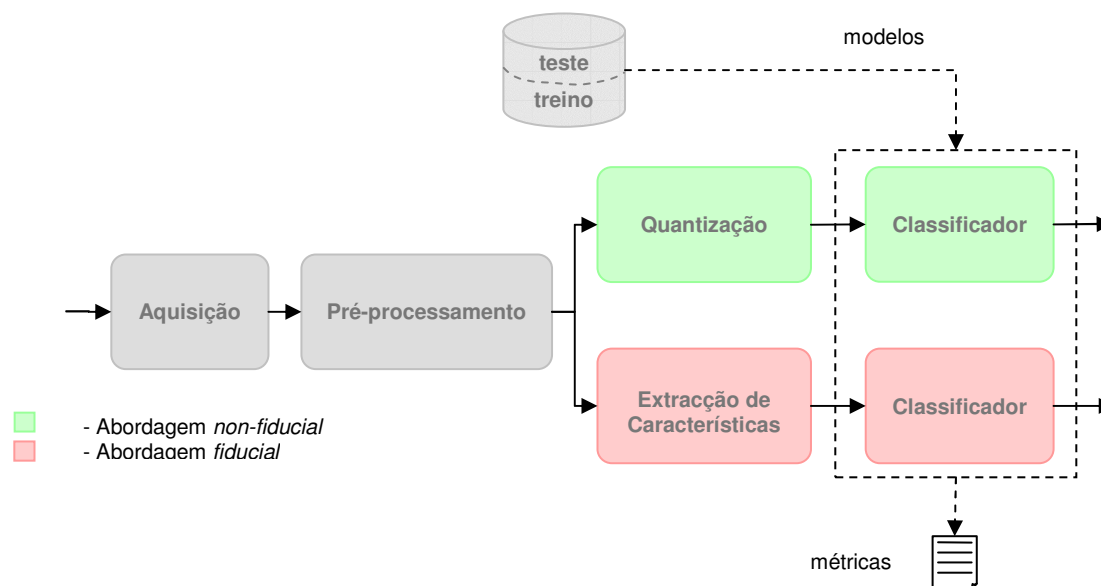 modelos
teste
treino
Quantização
Classificador
Aquisição
Pré-processamento
Extracção de
Características
Classificador
- Abordagem non-fiducial
- Abordagem fiducial
métricas